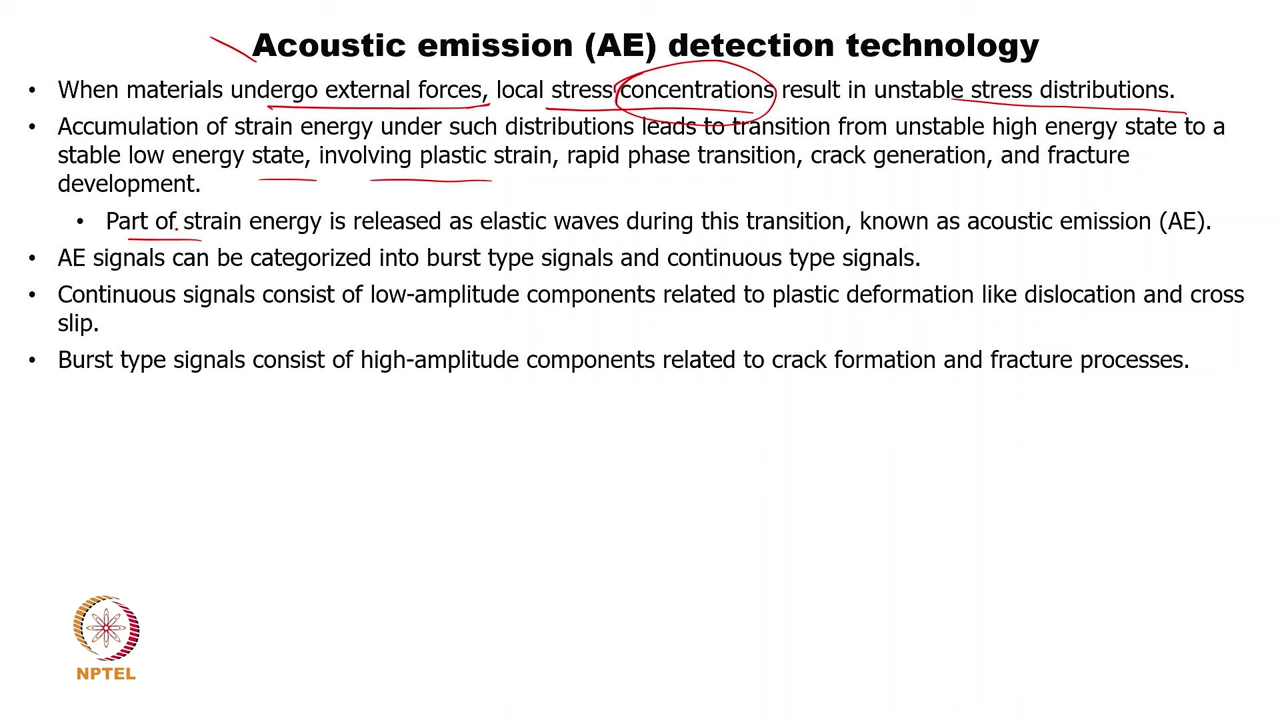 Acoustic emission (AE) detection technology
• When materials undergo external forces, local stress concentrations result in unstable stress distributions.
• Accumulation of strain energy under such distributions leads to transition from unstable high energy state to a
stable low energy state, involving plastic strain, rapid phase transition, crack generation, and fracture
development.
• Part of strain energy is released as elastic waves during this transition, known as acoustic emission (AE).
• AE signals can be categorized into burst type signals and continuous type signals.
• Continuous signals consist of low-amplitude components related to plastic deformation like dislocation and cross
slip.
• Burst type signals consist of high-amplitude components related to crack formation and fracture processes.
NPTEL